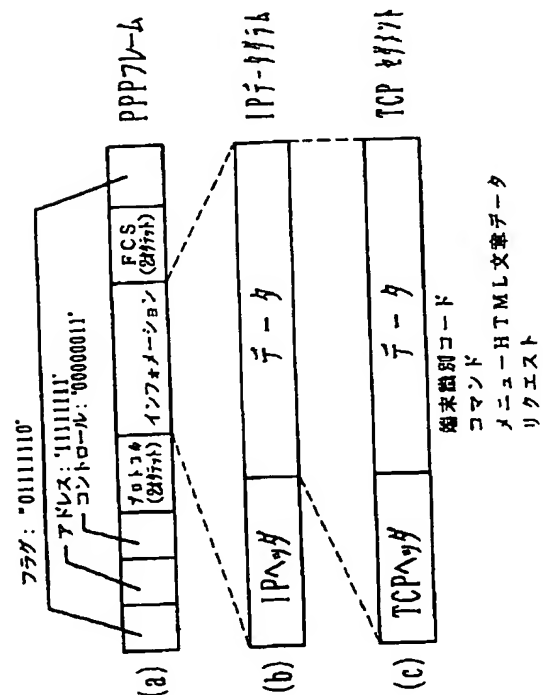 フラグ: "01111110"
アドレス: "11111111"
コントロール: "00000011"
(a)
プロトコル
(2オクテット)
インフォメーション
FCS
(2オクテット)
PPPフレーム
(b)
IPヘッダ
データ
IPデータグラム
(c)
TCPヘッダ
データ
TCP セグメント
端末識別コード
コマンド
メニューHTML文章データ
リクエスト